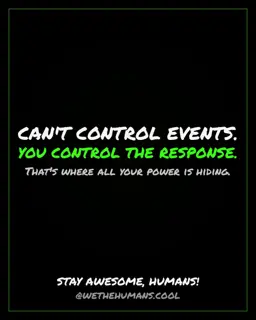 CAN'T CONTROL EVENTS.
YOU CONTROL THE RESPONSE.
THAT'S WHERE ALL YOUR POWER IS HIDING.
STAY AWESOME, HUMANS!
@WETHEHUMANS.COOL